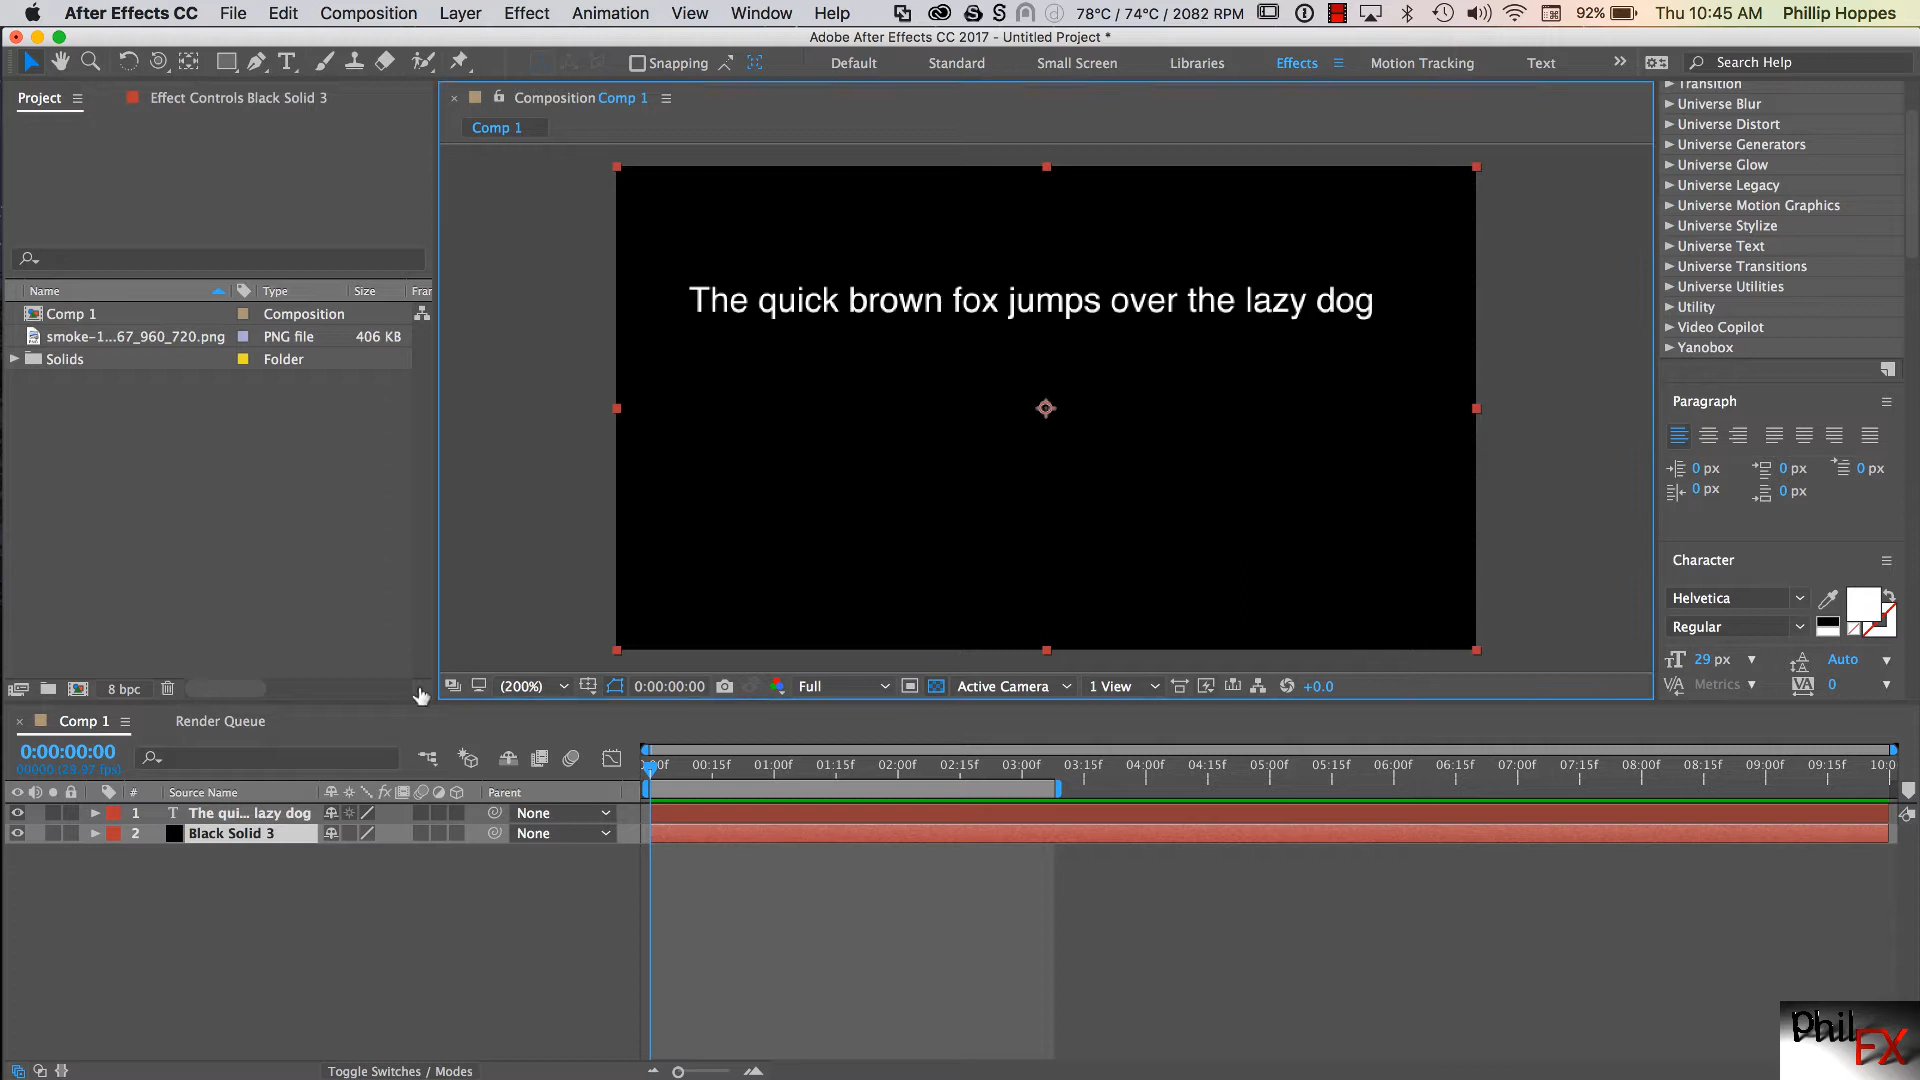 After Effects CC File Edit Composition Layer Effect Animation View Window Help 78°C / 74°C / 2082 RPM 92% Thu 10:45 AM Phillip Hoppes
Adobe After Effects CC 2017 - Untitled Project *
Snapping Default Standard Small Screen Libraries Effects Motion Tracking Text Search Help
Project Effect Controls Black Solid 3
Composition Comp 1
Comp 1
Transition
Universe Blur
Universe Distort
Universe Generators
Universe Glow
Universe Legacy
Universe Motion Graphics
Universe Stylize
Universe Text
Universe Transitions
Universe Utilities
Utility
Video Copilot
Yanobox
The quick brown fox jumps over the lazy dog
Name Type Size Frar
Comp 1 Composition
smoke-1...67_960_720.png PNG file 406 KB
Solids Folder
Paragraph
0 px 0 px 0 px
0 px 0 px
Character
Helvetica
Regular
29 px Auto
Metrics 0
8 bpc
(200%) 0:00:00:00 Full Active Camera 1 View +0.0
Comp 1 Render Queue
0:00:00:00
00000 (29.97 fps)
:00f 00:15f 01:00f 01:15f 02:00f 02:15f 03:00f 03:15f 04:00f 04:15f 05:00f 05:15f 06:00f 06:15f 07:00f 07:15f 08:00f 08:15f 09:00f 09:15f 10:0
# Source Name fx Parent
1 T The qui... lazy dog None
2 Black Solid 3 None
Toggle Switches / Modes
Phil
FX